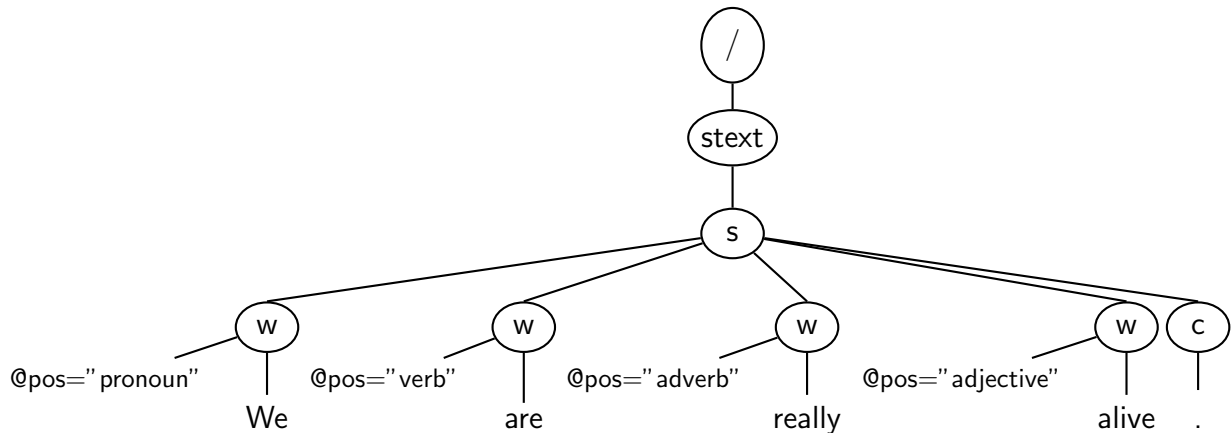 /
stext
s
w w w w c
@pos="pronoun" @pos="verb" @pos="adverb" @pos="adjective"
We are really alive .